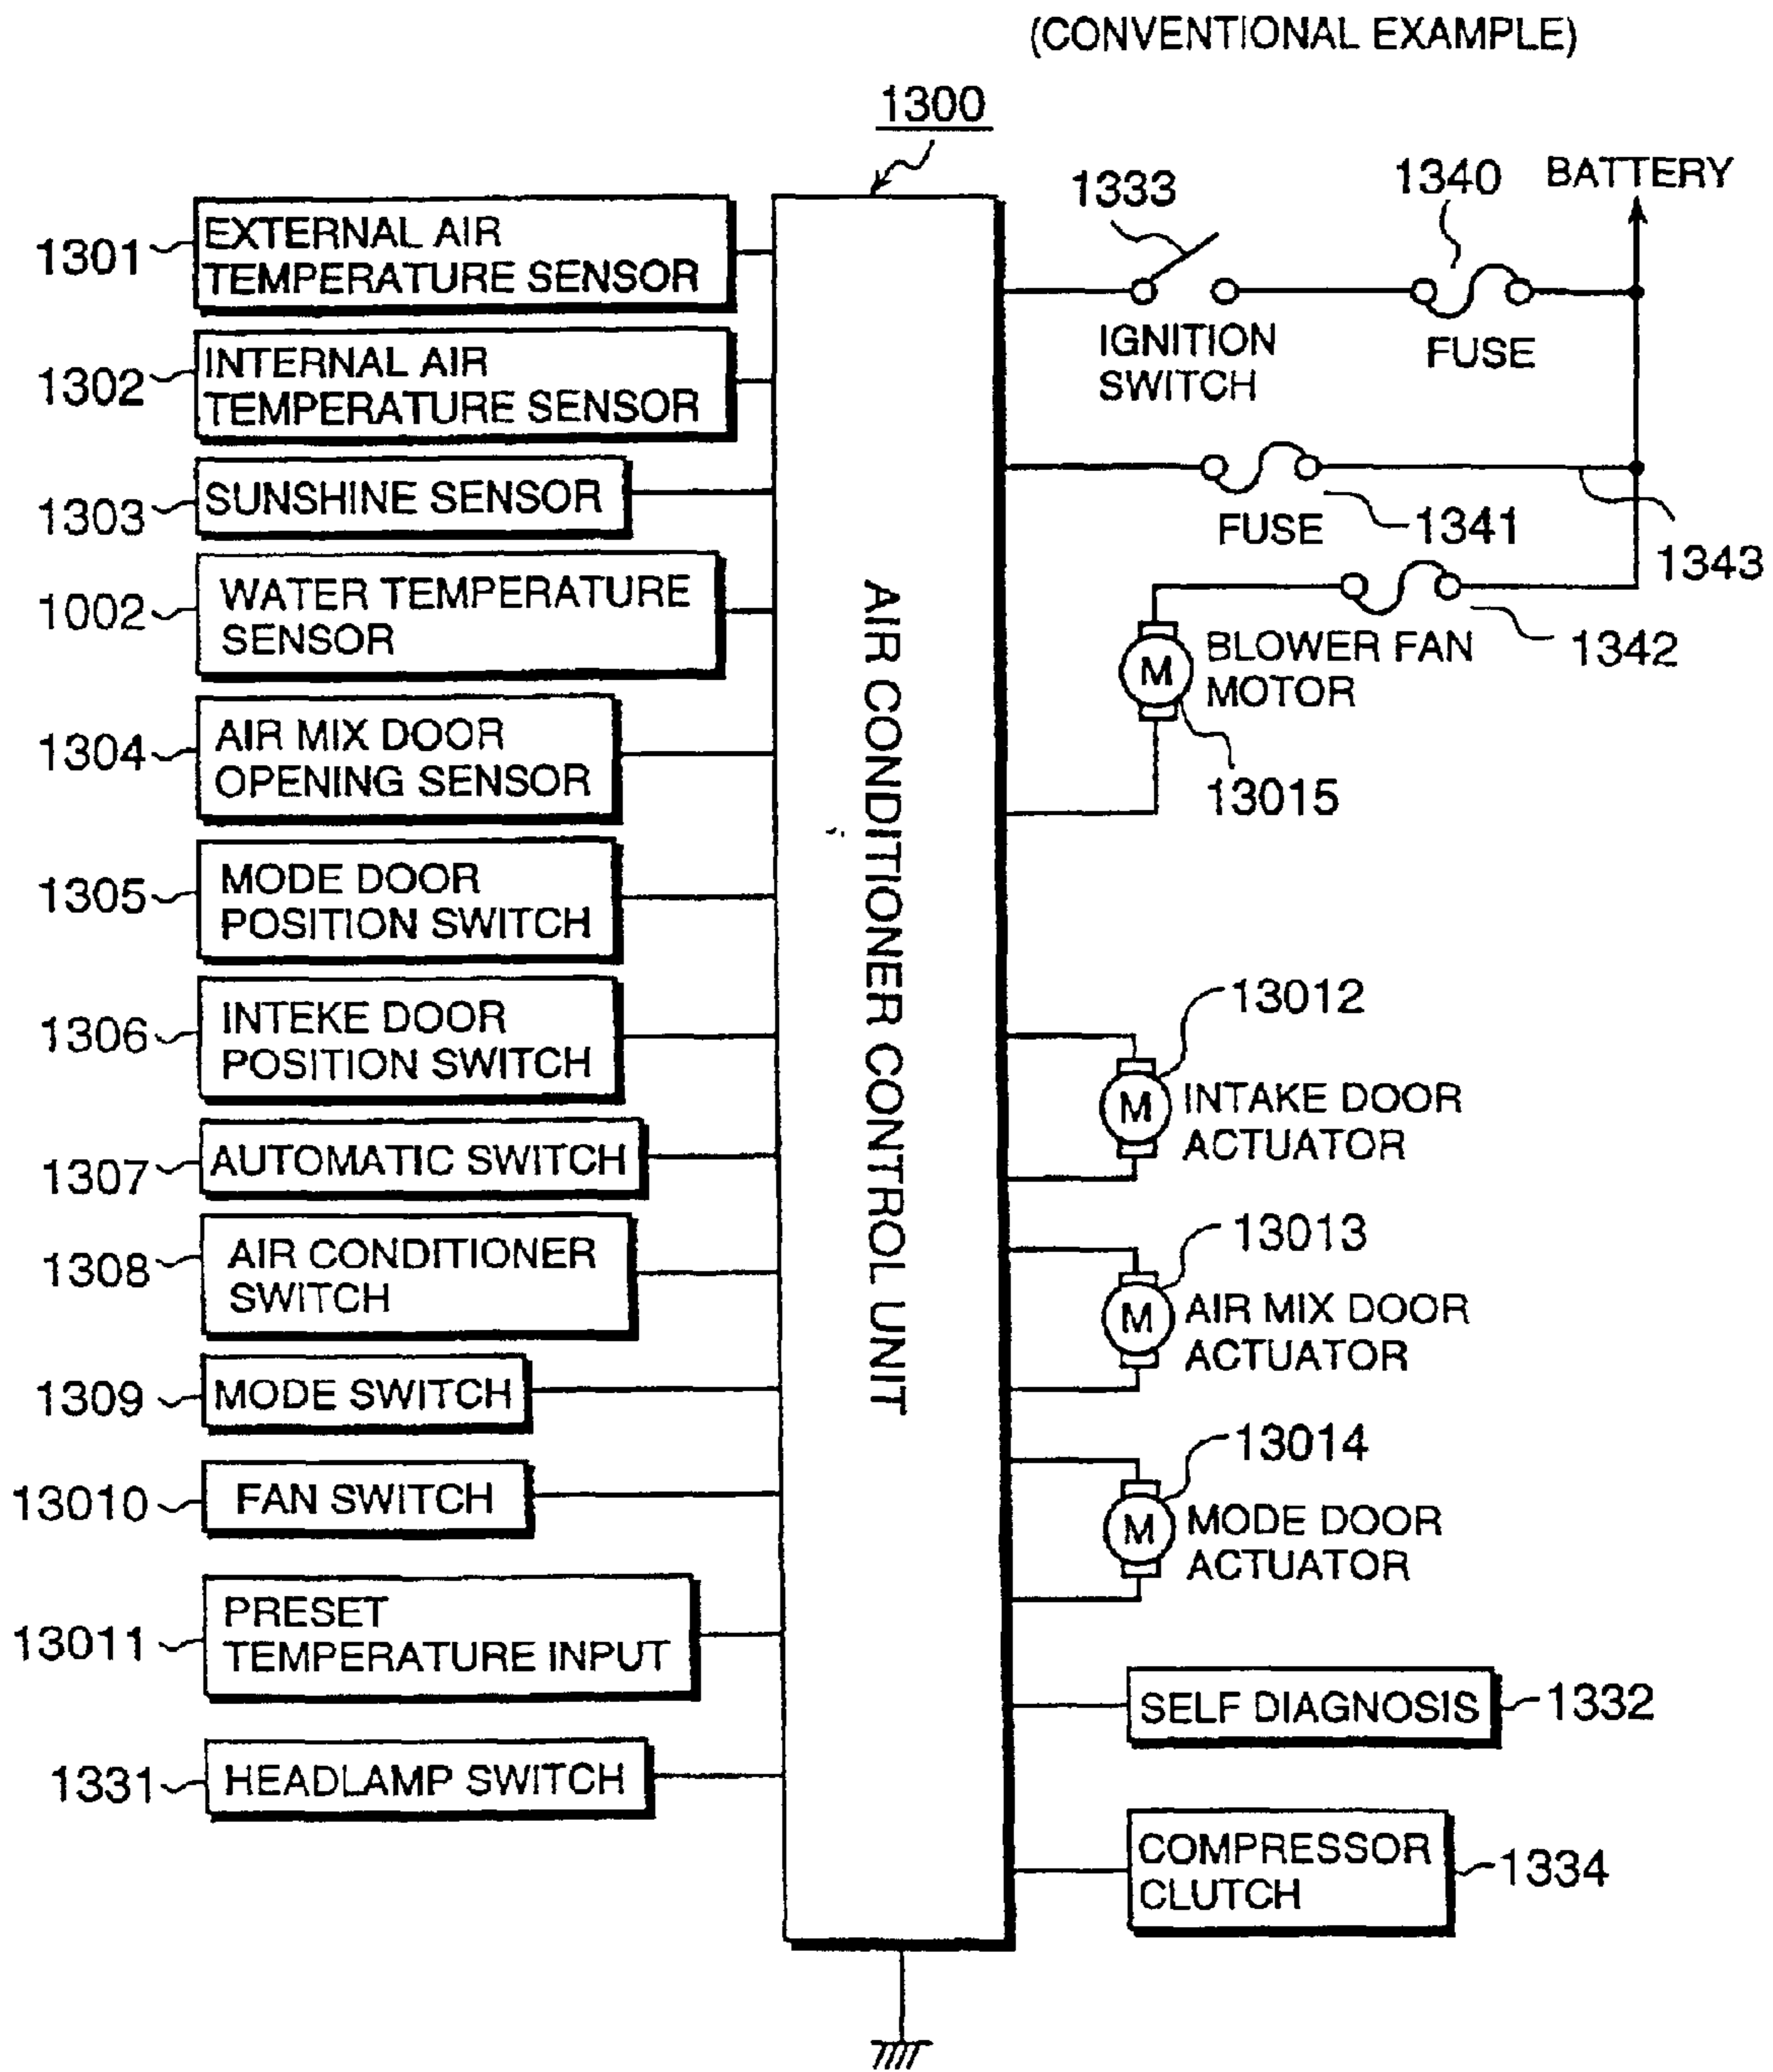 (CONVENTIONAL EXAMPLE)
1300
1301
EXTERNAL AIR
TEMPERATURE SENSOR
1302
INTERNAL AIR
TEMPERATURE SENSOR
1303
SUNSHINE SENSOR
1002
WATER TEMPERATURE
SENSOR
1304
AIR MIX DOOR
OPENING SENSOR
1305
MODE DOOR
POSITION SWITCH
1306
INTEKE DOOR
POSITION SWITCH
1307
AUTOMATIC SWITCH
1308
AIR CONDITIONER
SWITCH
1309
MODE SWITCH
13010
FAN SWITCH
13011
PRESET
TEMPERATURE INPUT
1331
HEADLAMP SWITCH
AIR CONDITIONER CONTROL UNIT
1333
IGNITION
SWITCH
1340
FUSE
BATTERY
FUSE
1341
1343
1342
M
BLOWER FAN
MOTOR
13015
13012
M
INTAKE DOOR
ACTUATOR
13013
M
AIR MIX DOOR
ACTUATOR
13014
M
MODE DOOR
ACTUATOR
SELF DIAGNOSIS
1332
COMPRESSOR
CLUTCH
1334